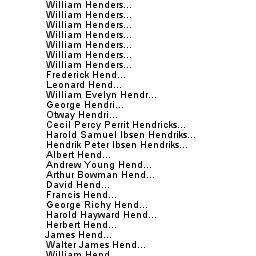 William Henders...
William Henders...
William Henders...
William Henders...
William Henders...
William Henders...
William Henders...
Frederick Hend...
Leonard Hend...
William Evelyn Hendr...
George Hendri...
Otway Hendri...
Cecil Percy Perrit Hendricks...
Harold Samuel Ibsen Hendriks...
Hendrik Peter Ibsen Hendriks...
Albert Hend...
Andrew Young Hend...
Arthur Bowman Hend...
David Hend...
Francis Hend...
George Richy Hend...
Harold Hayward Hend...
Herbert Hend...
James Hend...
Walter James Hend...
William Hend